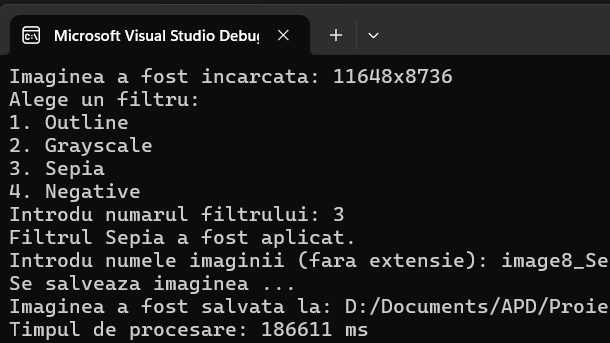 Microsoft Visual Studio Debug
Imaginea a fost incarcata: 11648x8736
Alege un filtru:
1. Outline
2. Grayscale
3. Sepia
4. Negative
Introdu numarul filtrului: 3
Filtrul Sepia a fost aplicat.
Introdu numele imaginii (fara extensie): image8_Se
Se salveaza imaginea ...
Imaginea a fost salvata la: D:/Documents/APD/Proie
Timpul de procesare: 186611 ms